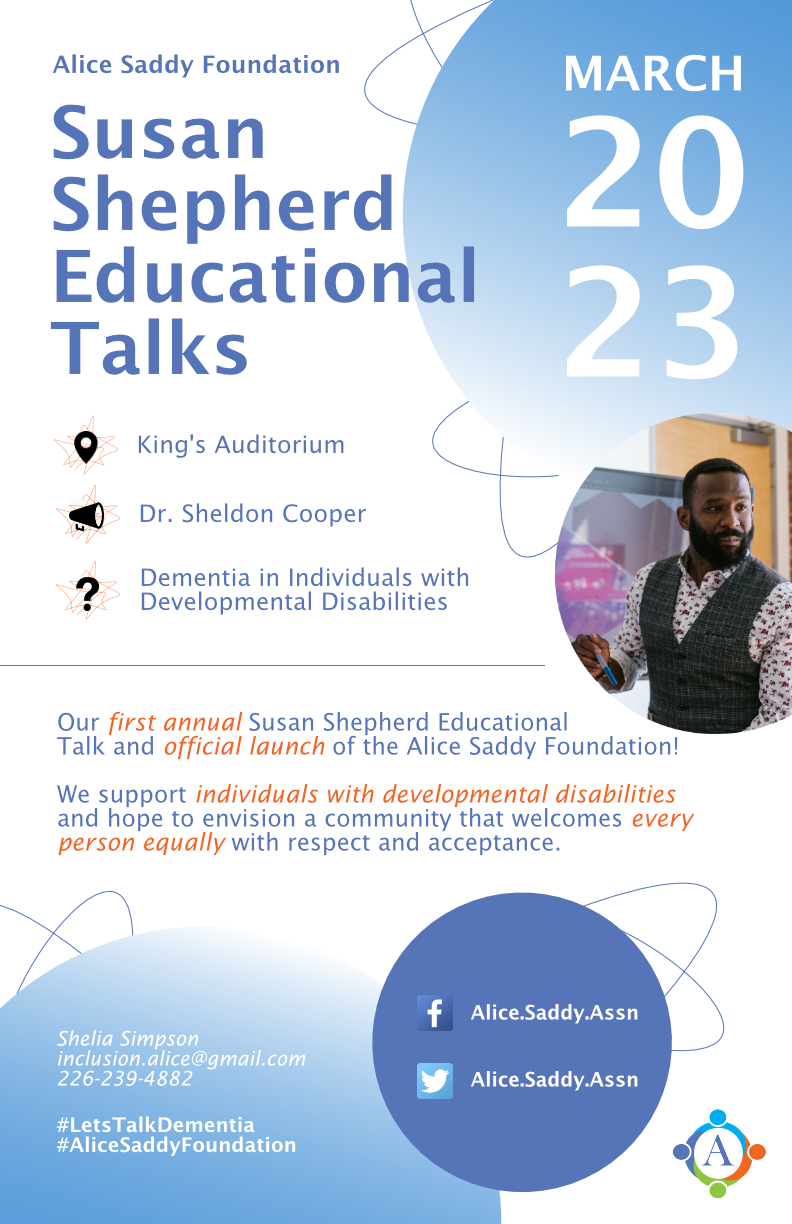 Alice Saddy Foundation
Susan
Shepherd
Educational
Talks
MARCH
20
23
King's Auditorium
Dr. Sheldon Cooper
Dementia in Individuals with
Developmental Disabilities
Our first annual Susan Shepherd Educational
Talk and official launch of the Alice Saddy Foundation!
We support individuals with developmental disabilities
and hope to envision a community that welcomes every
person equally with respect and acceptance.
Shelia Simpson
inclusion.alice@gmail.com
226-239-4882
#LetsTalkDementia
#AliceSaddyFoundation
Alice.Saddy.Assn
Alice.Saddy.Assn
A